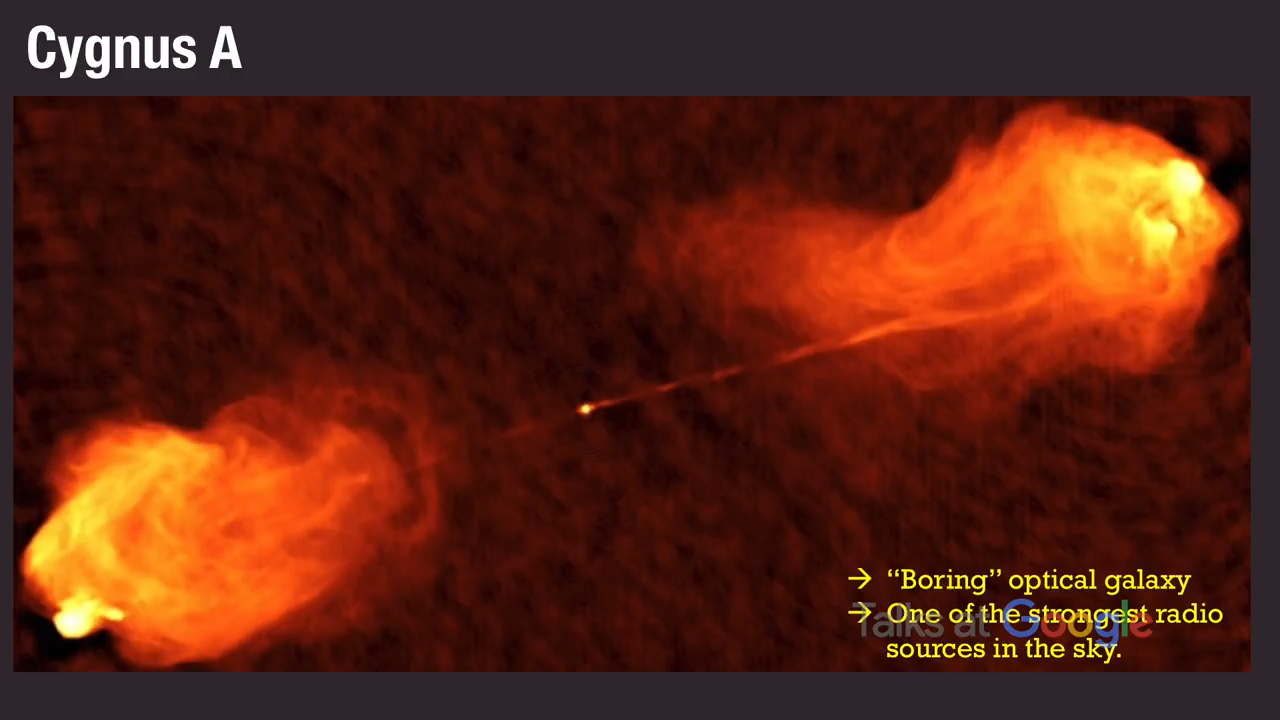 Cygnus A
→ “Boring” optical galaxy
→ One of the strongest radio
sources in the sky.
Talks at Google